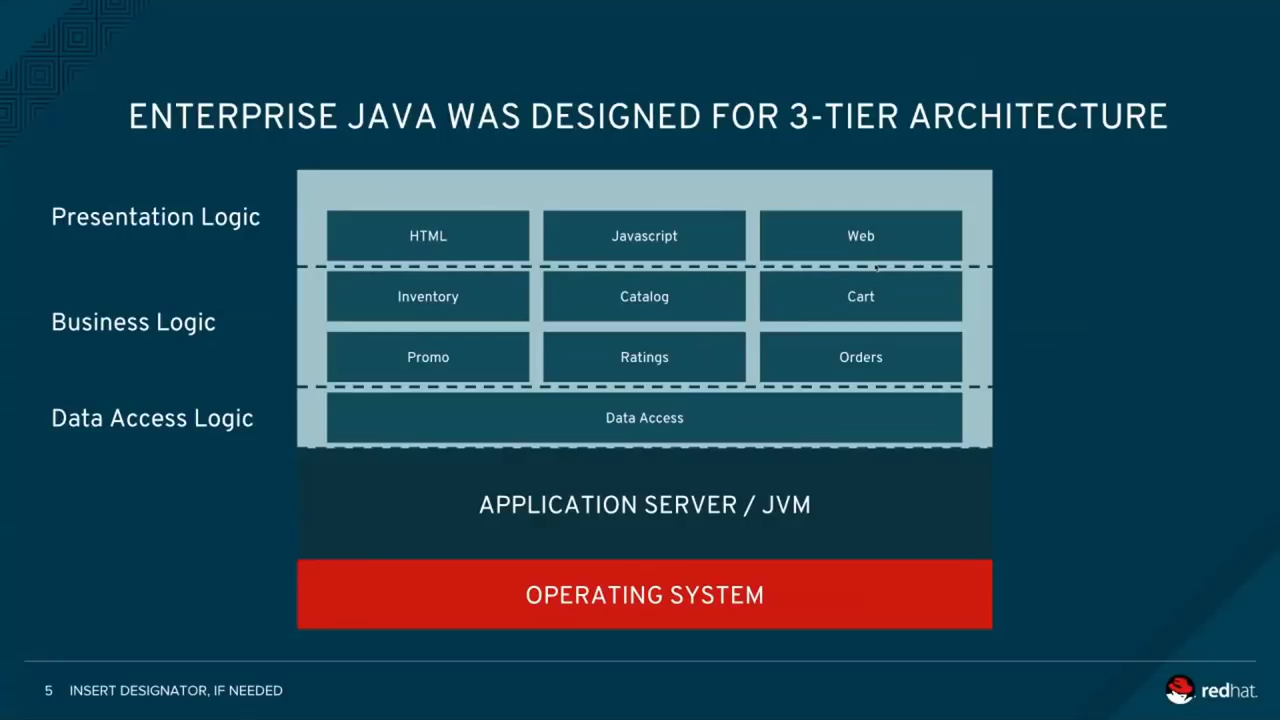 ENTERPRISE JAVA WAS DESIGNED FOR 3-TIER ARCHITECTURE
Presentation Logic
HTML
Javascript
Web
Business Logic
Inventory
Catalog
Cart
Promo
Ratings
Orders
Data Access Logic
Data Access
APPLICATION SERVER / JVM
OPERATING SYSTEM
5 INSERT DESIGNATOR, IF NEEDED
redhat.